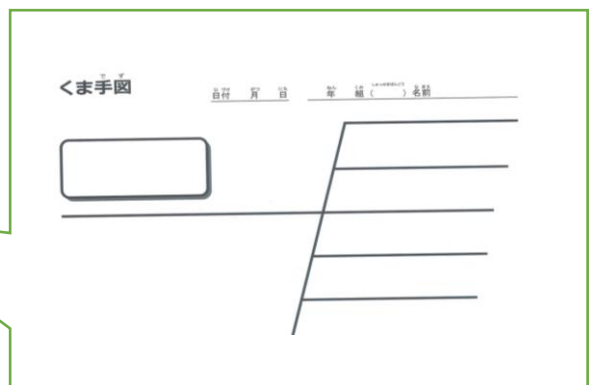 くま手図
日付 月 日 年 組( )名前